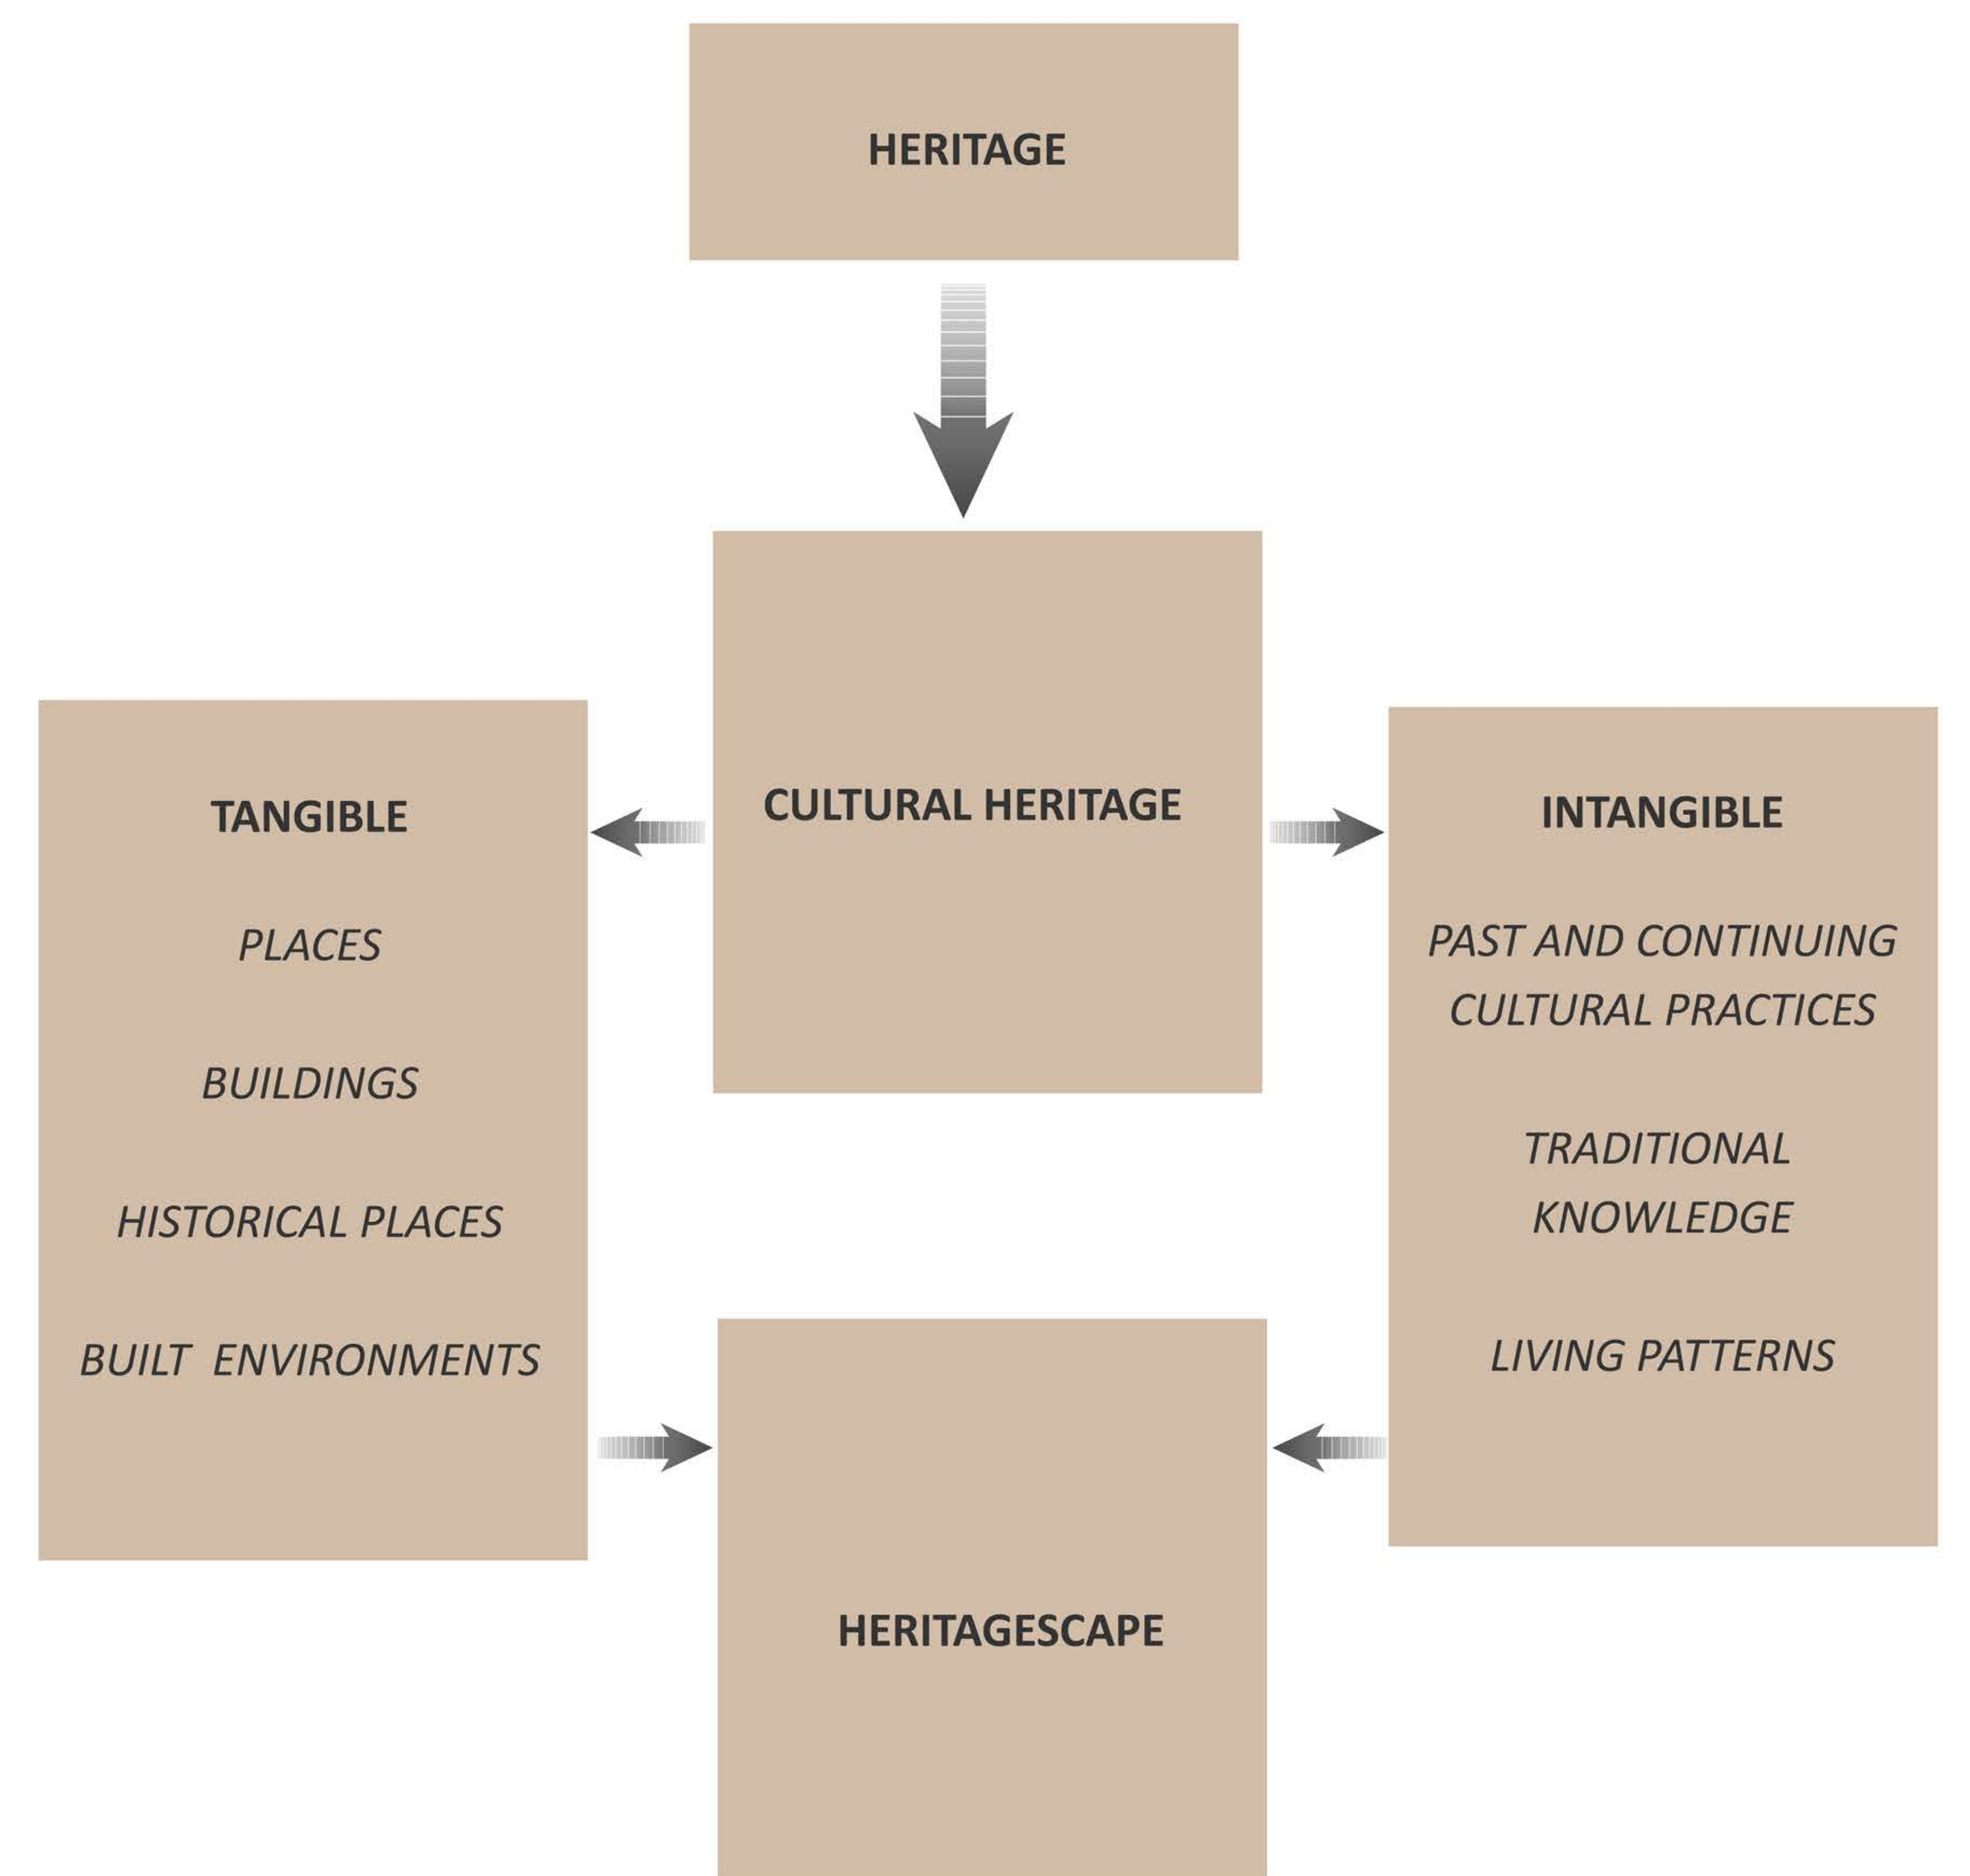 HERITAGE
CULTURAL HERITAGE
TANGIBLE
PLACES
BUILDINGS
HISTORICAL PLACES
BUILT  ENVIRONMENTS
INTANGIBLE
PAST AND CONTINUING
CULTURAL PRACTICES
TRADITIONAL
KNOWLEDGE
LIVING PATTERNS
HERITAGESCAPE